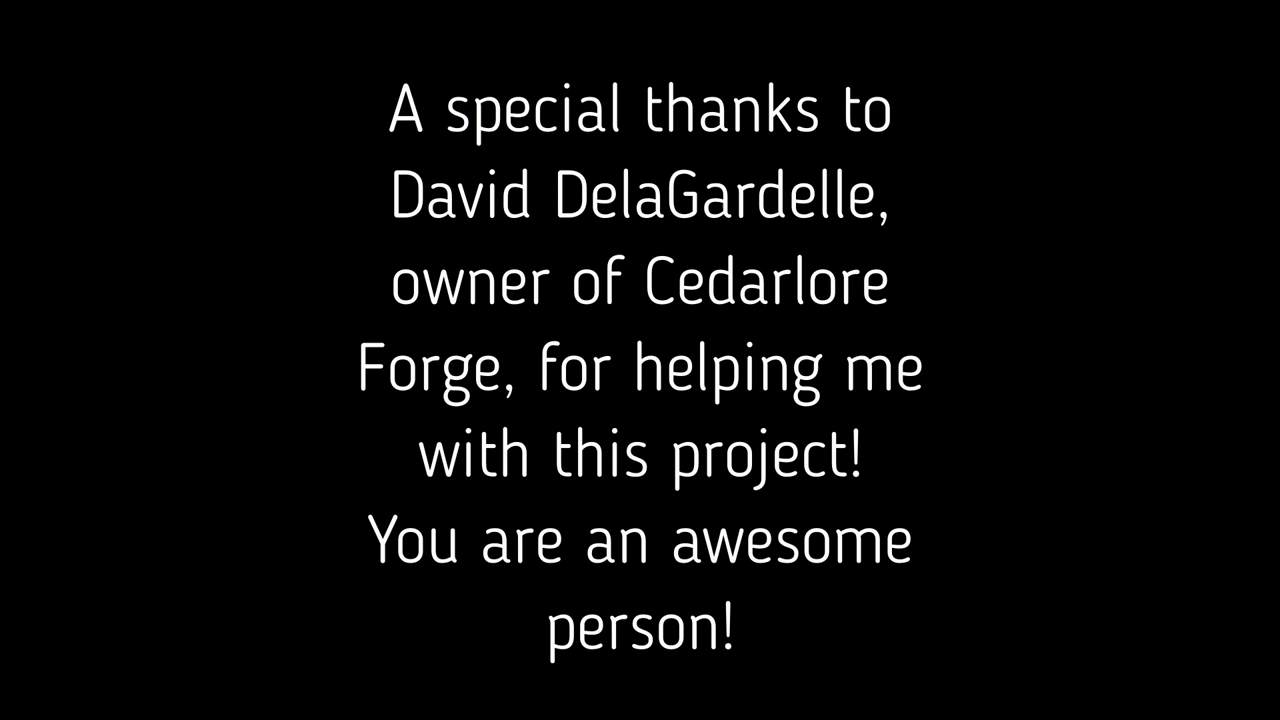 A special thanks to
David DelaGardelle,
owner of Cedarlore
Forge, for helping me
with this project!
You are an awesome
person!